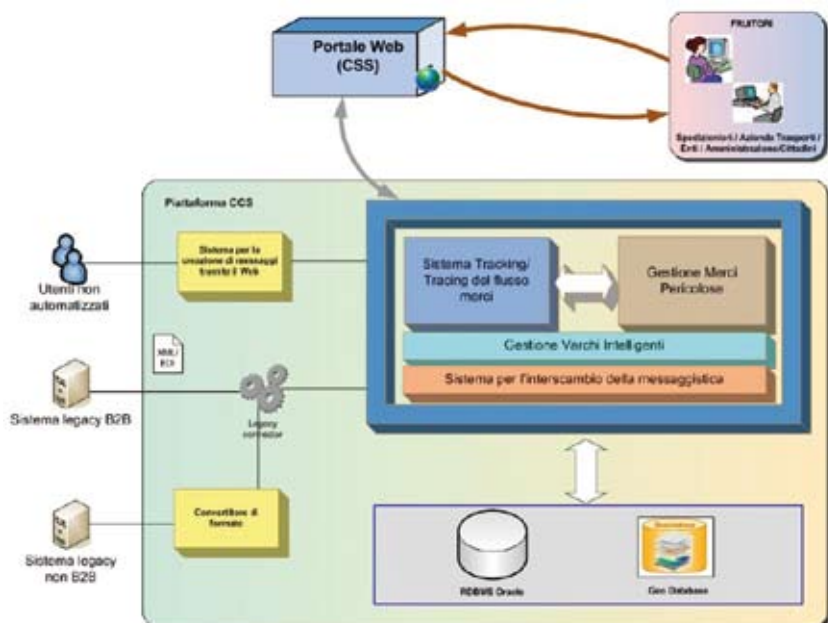 Portale Web
(CSS)
FRUITORI
Spedizionieri / Aziende Trasporti /
Enti / Amministrazione/Cittadini
Piattaforma CCS
Sistema per la
creazione di messaggi
tramite il Web
Utenti non
automatizzati
XML/
EDI
Sistema legacy B2B
Legacy
connector
Convertitore di
formato
Sistema legacy
non B2B
Sistema Tracking/
Tracing del flusso
merci
Gestione Merci
Pericolose
Gestione Varchi Intelligenti
Sistema per l'interscambio della messaggistica
RDBMS Oracle
Geo Database